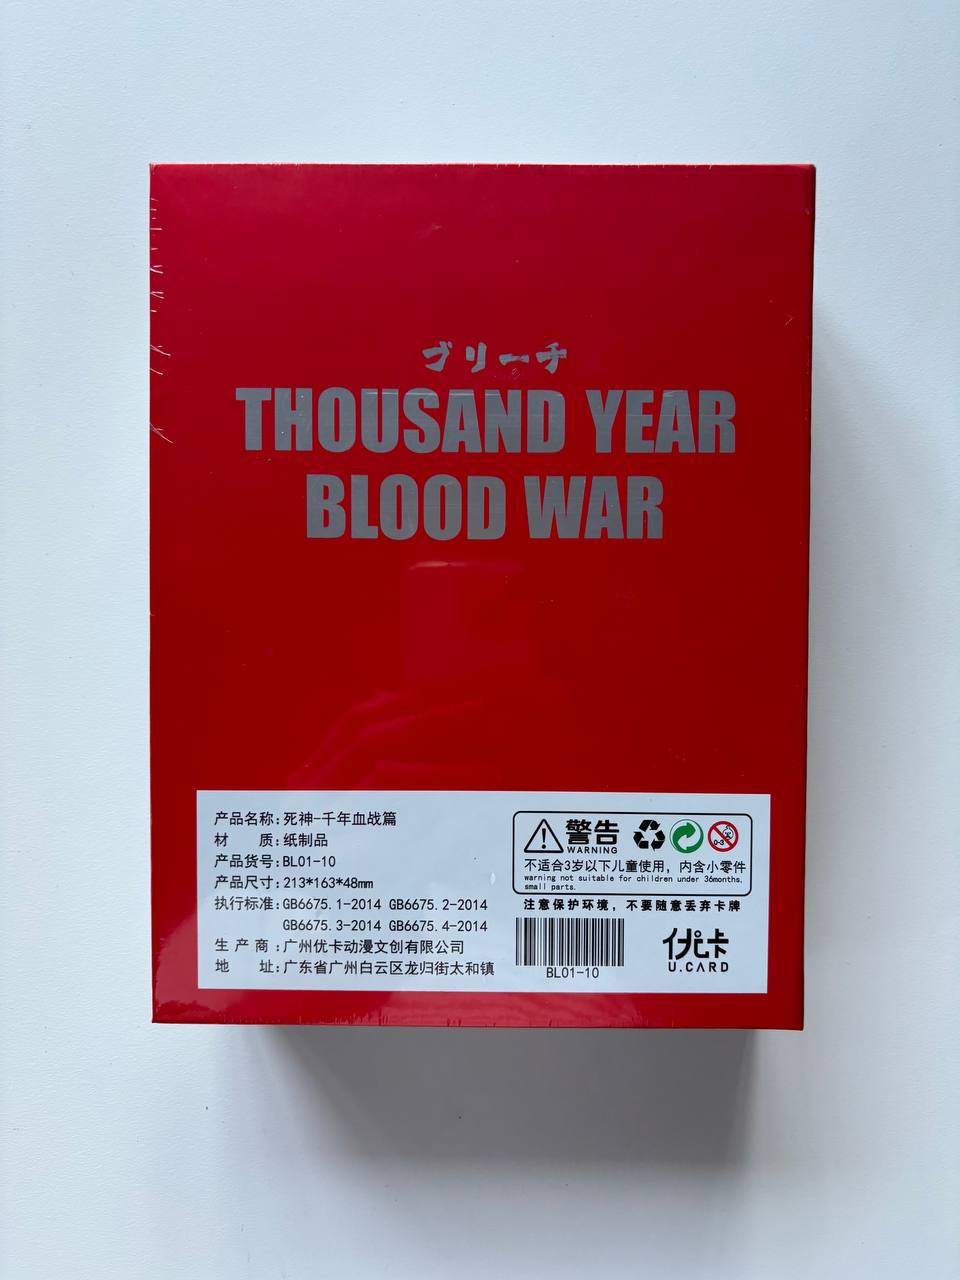 ブリーチ
THOUSAND YEAR
BLOOD WAR
产品名称:死神-千年血战篇
材 质:纸制品
产品货号:BL01-10
产品尺寸:213*163*48mm
执行标准:GB6675.1-2014 GB6675.2-2014
GB6675.3-2014 GB6675.4-2014
生产商:广州优卡动漫文创有限公司
地 址:广东省广州白云区龙归街太和镇
警告
WARNING
0-3
不适合3岁以下儿童使用，内含小零件
warning not suitable for children under 36months.
small parts.
注意保护环境，不要随意丢弃卡牌
BL01-10
优卡
U.CARD